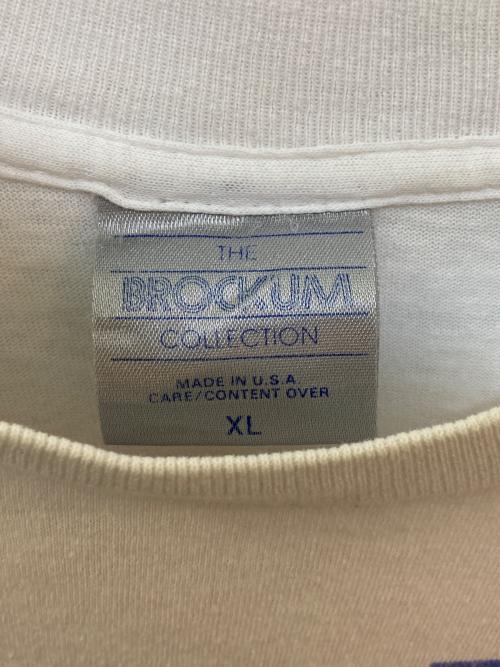 THE
BROCKUM
COLLECTION
MADE IN U.S.A.
CARE/CONTENT OVER
XL